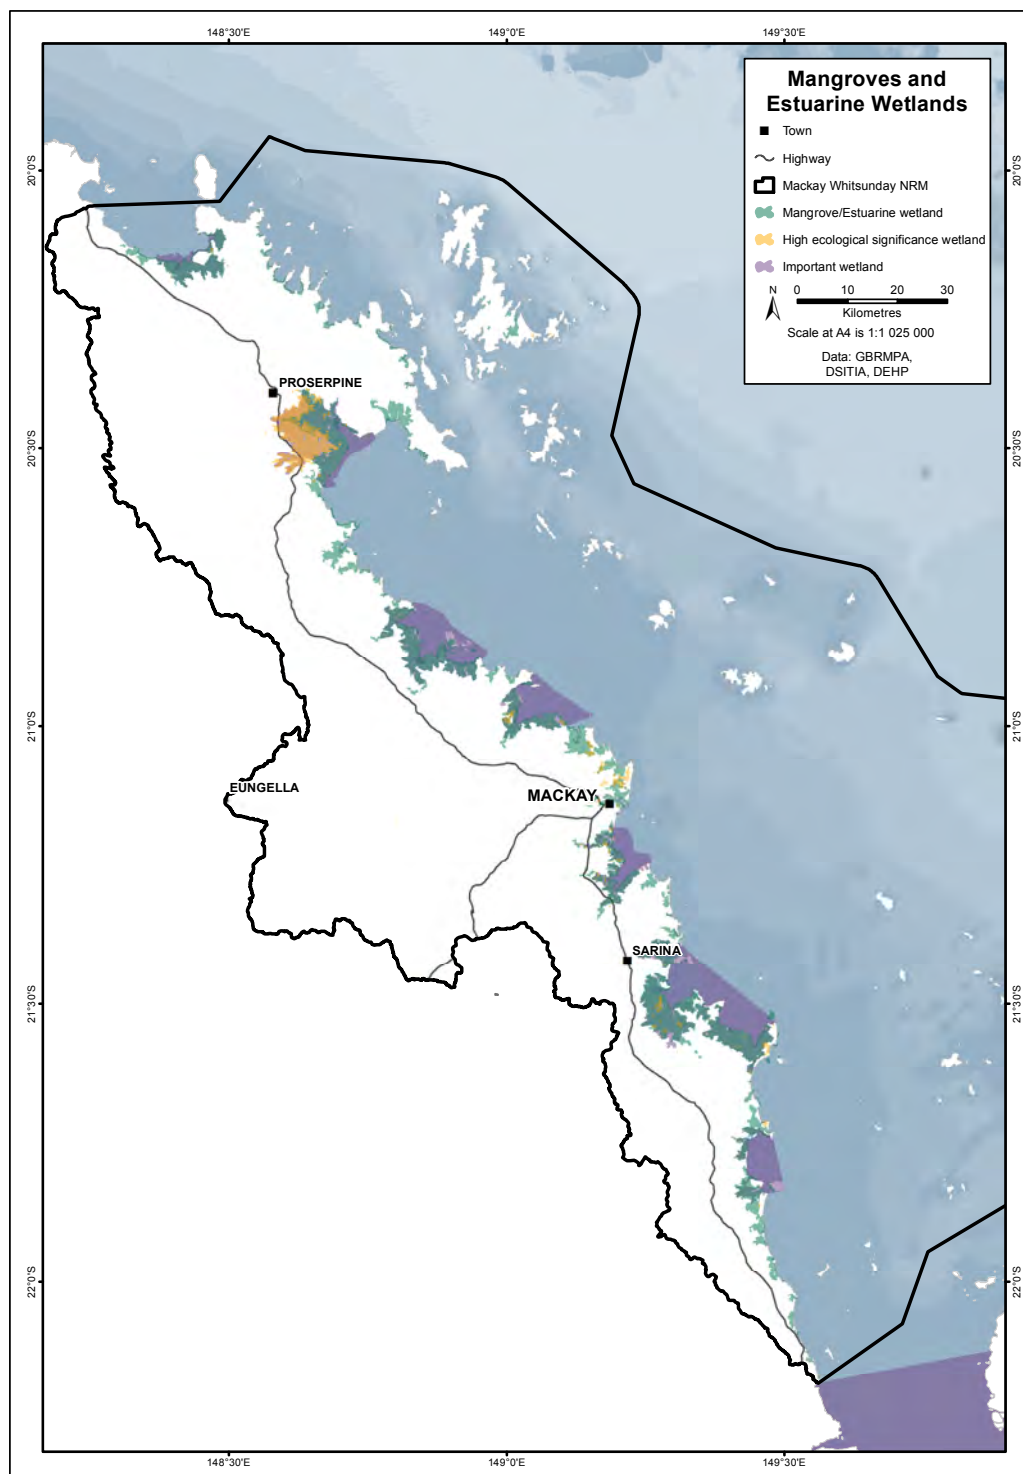 148°30'E 149°0'E 149°30'E
Mangroves and
Estuarine Wetlands
Town
Highway
Mackay Whitsunday NRM
Mangrove/Estuarine wetland
High ecological significance wetland
Important wetland
N
0 10 20 30
Kilometres
Scale at A4 is 1:1 025 000
Data: GBRMPA,
DSITIA, DEHP
20°0'S 20°0'S
PROSERPINE
20°30'S 20°30'S
21°0'S 21°0'S
EUNGELLA
MACKAY
SARINA
21°30'S 21°30'S
22°0'S 22°0'S
148°30'E 149°0'E 149°30'E